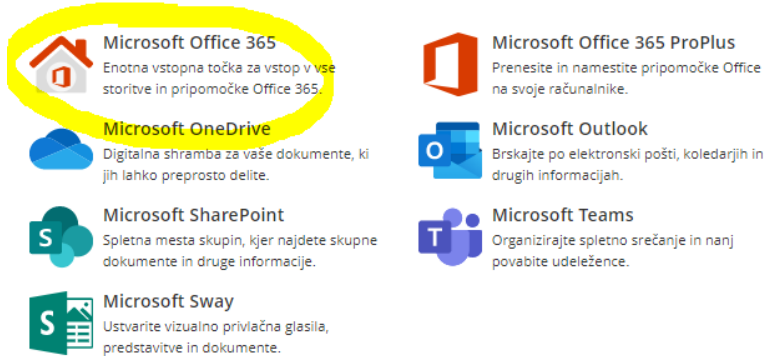 Microsoft Office 365
Enotna vstopna točka za vstop v vse
storitve in pripomočke Office 365.
Microsoft Office 365 ProPlus
Prenesite in namestite pripomočke Office
na svoje računalnike.
Microsoft OneDrive
Digitalna shramba za vaše dokumente, ki
jih lahko preprosto delite.
Microsoft Outlook
Brskajte po elektronski pošti, koledarjih in
drugih informacijah.
Microsoft SharePoint
Spletna mesta skupin, kjer najdete skupne
dokumente in druge informacije.
Microsoft Teams
Organizirajte spletno srečanje in nanj
povabite udeležence.
Microsoft Sway
Ustvarite vizualno privlačna glasila,
predstavitve in dokumente.